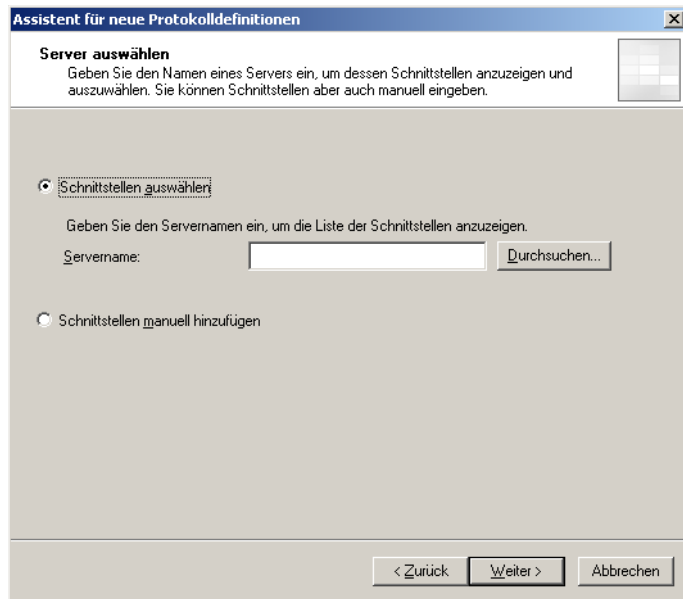 Assistent für neue Protokolldefinitionen
Server auswählen
Geben Sie den Namen eines Servers ein, um dessen Schnittstellen anzuzeigen und
auszuwählen. Sie können Schnittstellen aber auch manuell eingeben.
Schnittstellen auswählen
Geben Sie den Servernamen ein, um die Liste der Schnittstellen anzuzeigen.
Servername: Durchsuchen...
Schnittstellen manuell hinzufügen
< Zurück Weiter > Abbrechen